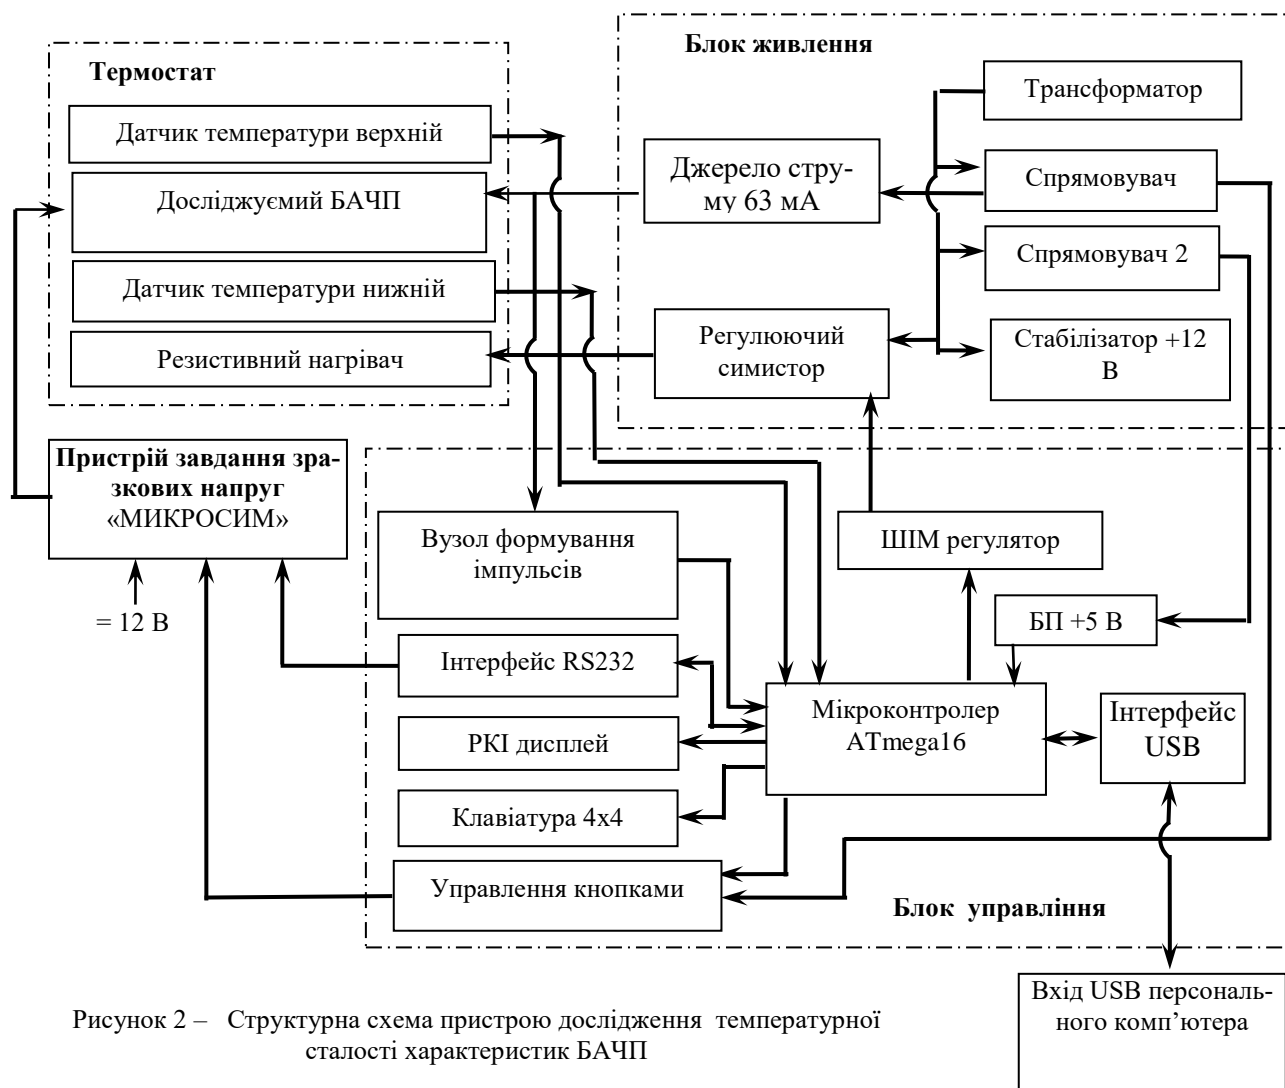 Блок живлення
Термостат
Трансформатор
Датчик температури верхній
Джерело стру-
му 63 мА
Спрямовувач
Досліджуємий БАЧП
Спрямовувач 2
Датчик температури нижній
Регулюючий
симистор
Стабілізатор +12
В
Резистивний нагрівач
Пристрій завдання зра-
зкових напруг
«МИКРОСИМ»
= 12 В
Вузол формування
імпульсів
ШІМ регулятор
БП +5 В
Інтерфейс RS232
Мікроконтролер
ATmega16
Інтерфейс
USB
РКІ дисплей
Клавіатура 4х4
Управлення кнопками
Блок управління
Вхід USB персональ-
ного комп’ютера
Рисунок 2 – Структурна схема пристрою дослідження температурної
сталості характеристик БАЧП